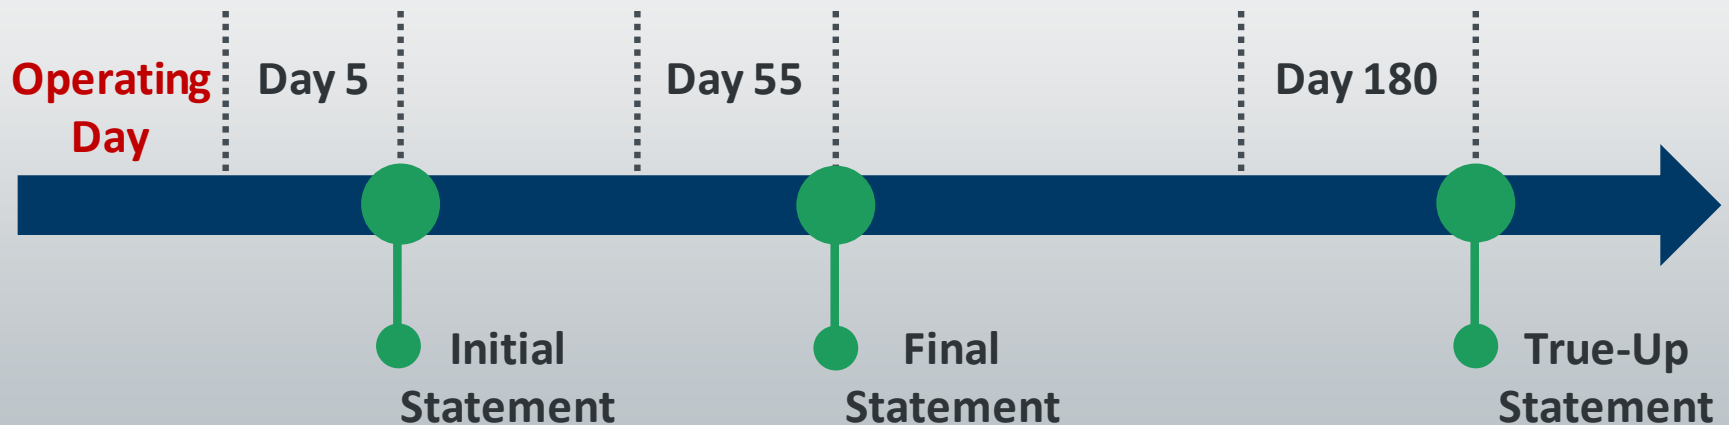 Operating
Day
Day 5
Day 55
Day 180
Initial
Statement
Final
Statement
True-Up
Statement